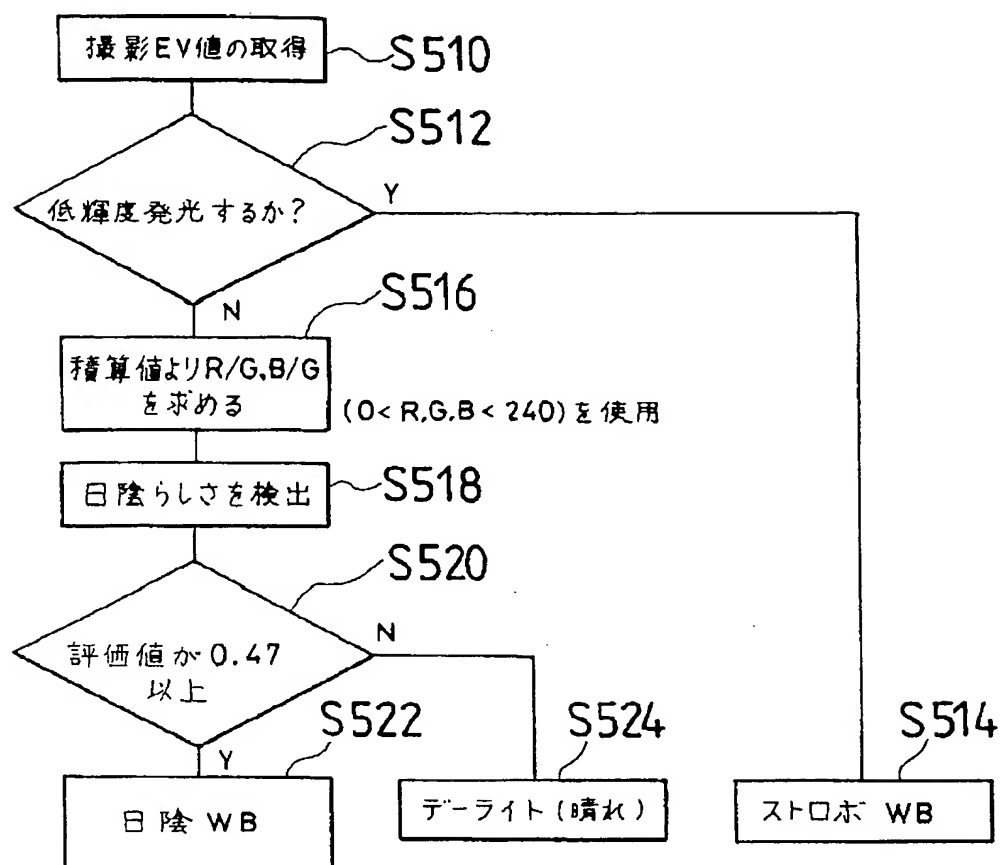 撮影EV値の取得
S510
S512
低輝度発光するか?
Y
N
S516
積算値よりR/G,B/G
を求める
(0<R,G,B<240)を使用
日陰らしさを検出
S518
S520
評価値が0.47
以上
N
Y
S522
S524
S514
日陰 WB
デーライト(晴れ)
ストロボ WB